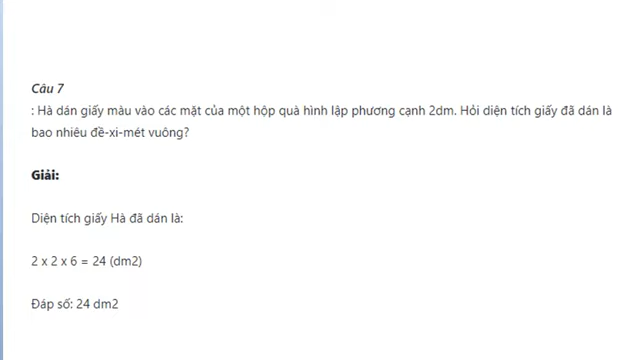 Câu 7
: Hà dán giấy màu vào các mặt của một hộp quà hình lập phương cạnh 2dm. Hỏi diện tích giấy đã dán là
bao nhiêu đề-xi-mét vuông?
Giải:
Diện tích giấy Hà đã dán là:
2 x 2 x 6 = 24 (dm2)
Đáp số: 24 dm2